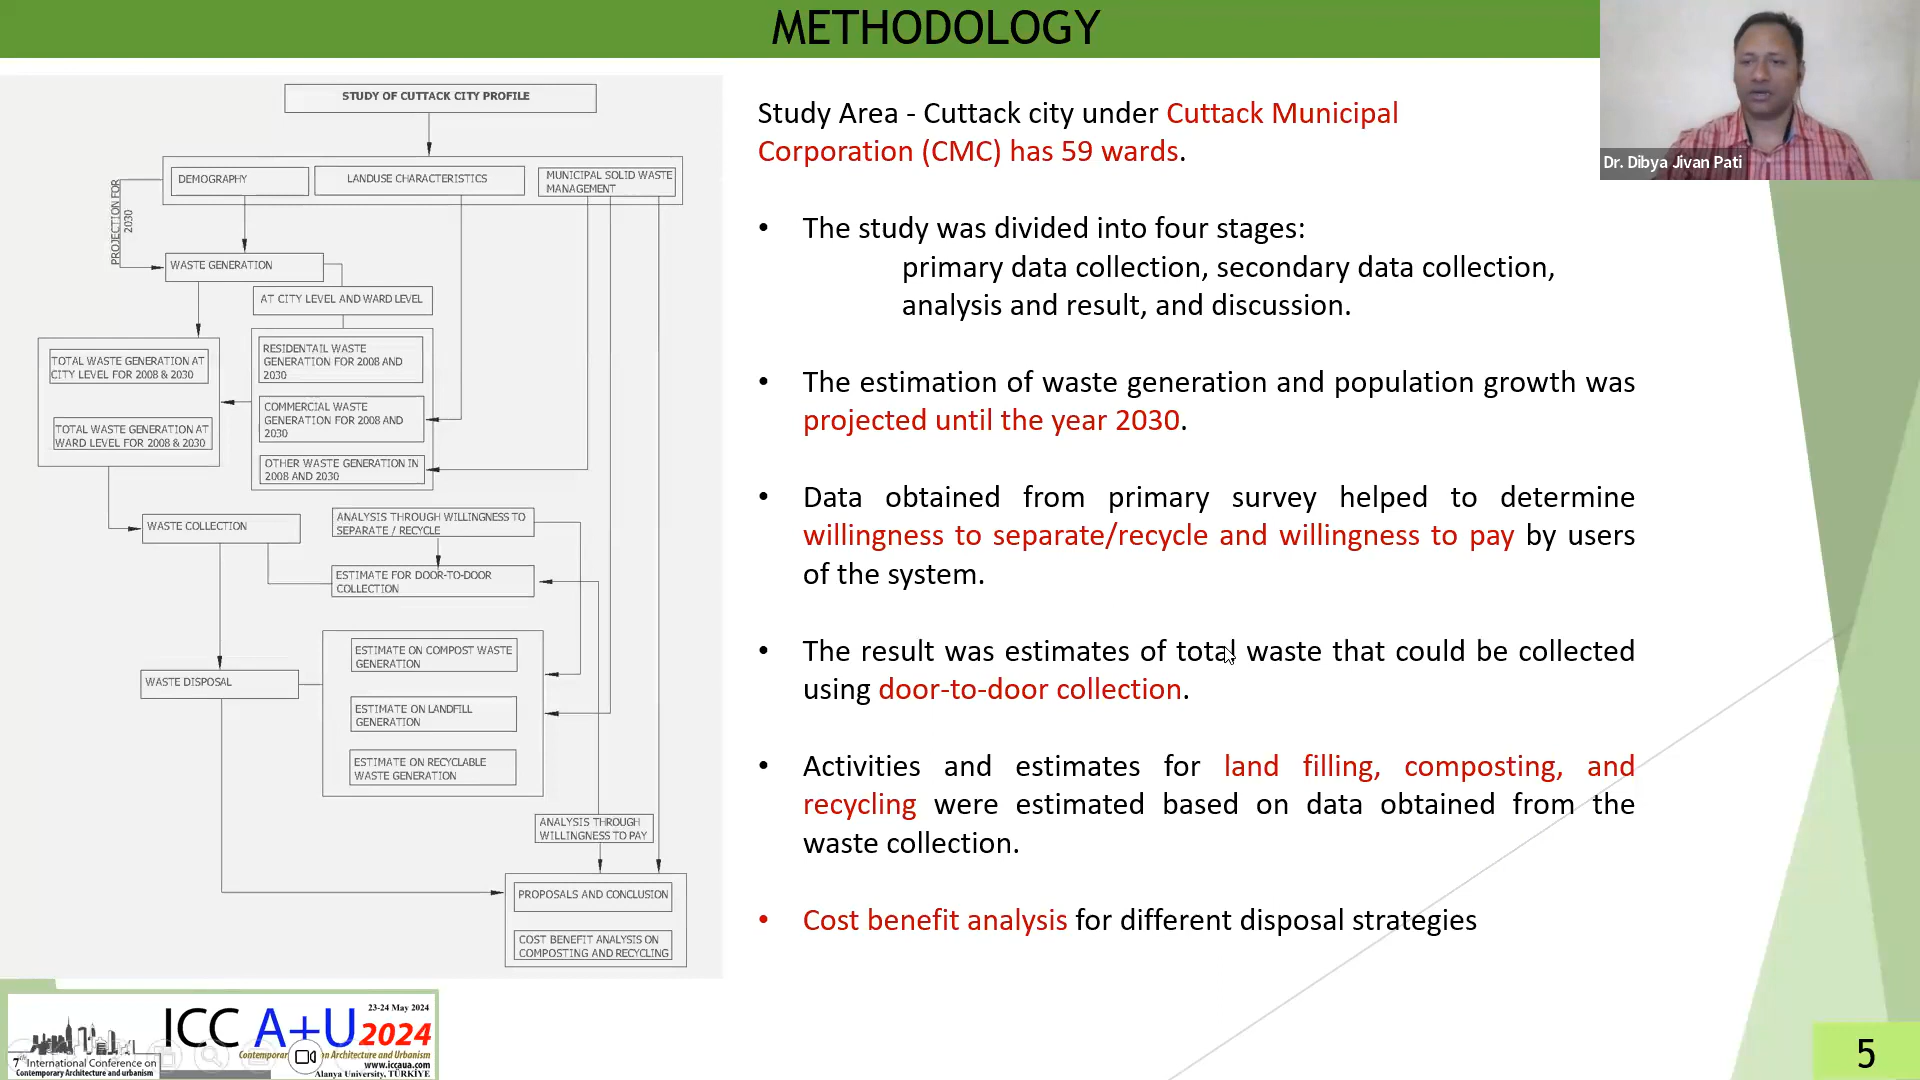 METHODOLOGY
STUDY OF CUTTACK CITY PROFILE
DEMOGRAPHY
LANDUSE CHARACTERISTICS
MUNICIPAL SOLID WASTE
MANAGEMENT
PROJECTION FOR
2030
WASTE GENERATION
AT CITY LEVEL AND WARD LEVEL
TOTAL WASTE GENERATION AT
CITY LEVEL FOR 2008 & 2030
TOTAL WASTE GENERATION AT
WARD LEVEL FOR 2008 & 2030
RESIDENTAIL WASTE
GENERATION FOR 2008 AND
2030
COMMERCIAL WASTE
GENERATION FOR 2008 AND
2030
OTHER WASTE GENERATION IN
2008 AND 2030
WASTE COLLECTION
ANALYSIS THROUGH WILLINGNESS TO
SEPARATE / RECYCLE
ESTIMATE FOR DOOR-TO-DOOR
COLLECTION
WASTE DISPOSAL
ESTIMATE ON COMPOST WASTE
GENERATION
ESTIMATE ON LANDFILL
GENERATION
ESTIMATE ON RECYCLABLE
WASTE GENERATION
ANALYSIS THROUGH
WILLINGNESS TO PAY
PROPOSALS AND CONCLUSION
COST BENEFIT ANALYSIS ON
COMPOSTING AND RECYCLING
Study Area - Cuttack city under Cuttack Municipal
Corporation (CMC) has 59 wards.
• The study was divided into four stages:
primary data collection, secondary data collection,
analysis and result, and discussion.
• The estimation of waste generation and population growth was
projected until the year 2030.
• Data obtained from primary survey helped to determine
willingness to separate/recycle and willingness to pay by users
of the system.
• The result was estimates of total waste that could be collected
using door-to-door collection.
• Activities and estimates for land filling, composting, and
recycling were estimated based on data obtained from the
waste collection.
• Cost benefit analysis for different disposal strategies
Dr. Dibya Jivan Pati
23-24 May 2024
ICC A+U 2024
Contemporary in Architecture and Urbanism
7th International Conference on
Contemporary Architecture and urbanism
www.iccaua.com
Alanya University, TÜRKİYE
5